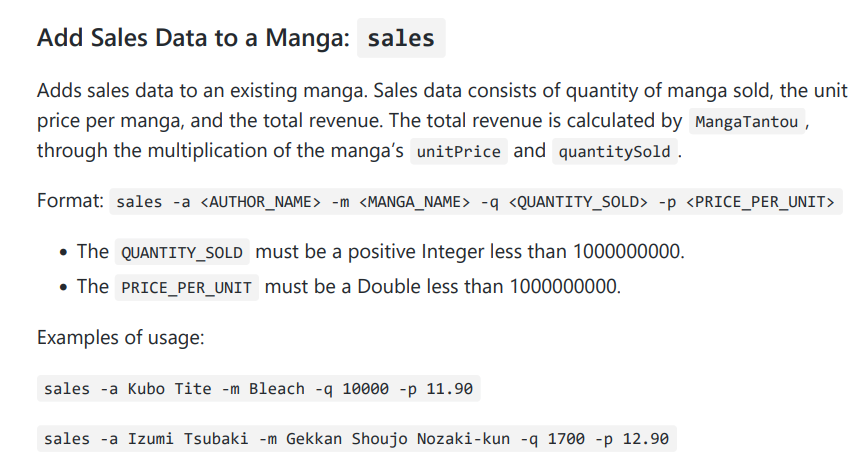 Add Sales Data to a Manga: sales
Adds sales data to an existing manga. Sales data consists of quantity of manga sold, the unit
price per manga, and the total revenue. The total revenue is calculated by MangaTantou ,
through the multiplication of the manga’s unitPrice and quantitySold .
Format: sales -a <AUTHOR_NAME> -m <MANGA_NAME> -q <QUANTITY_SOLD> -p <PRICE_PER_UNIT>
• The QUANTITY_SOLD must be a positive Integer less than 1000000000.
• The PRICE_PER_UNIT must be a Double less than 1000000000.
Examples of usage:
sales -a Kubo Tite -m Bleach -q 10000 -p 11.90
sales -a Izumi Tsubaki -m Gekkan Shoujo Nozaki-kun -q 1700 -p 12.90